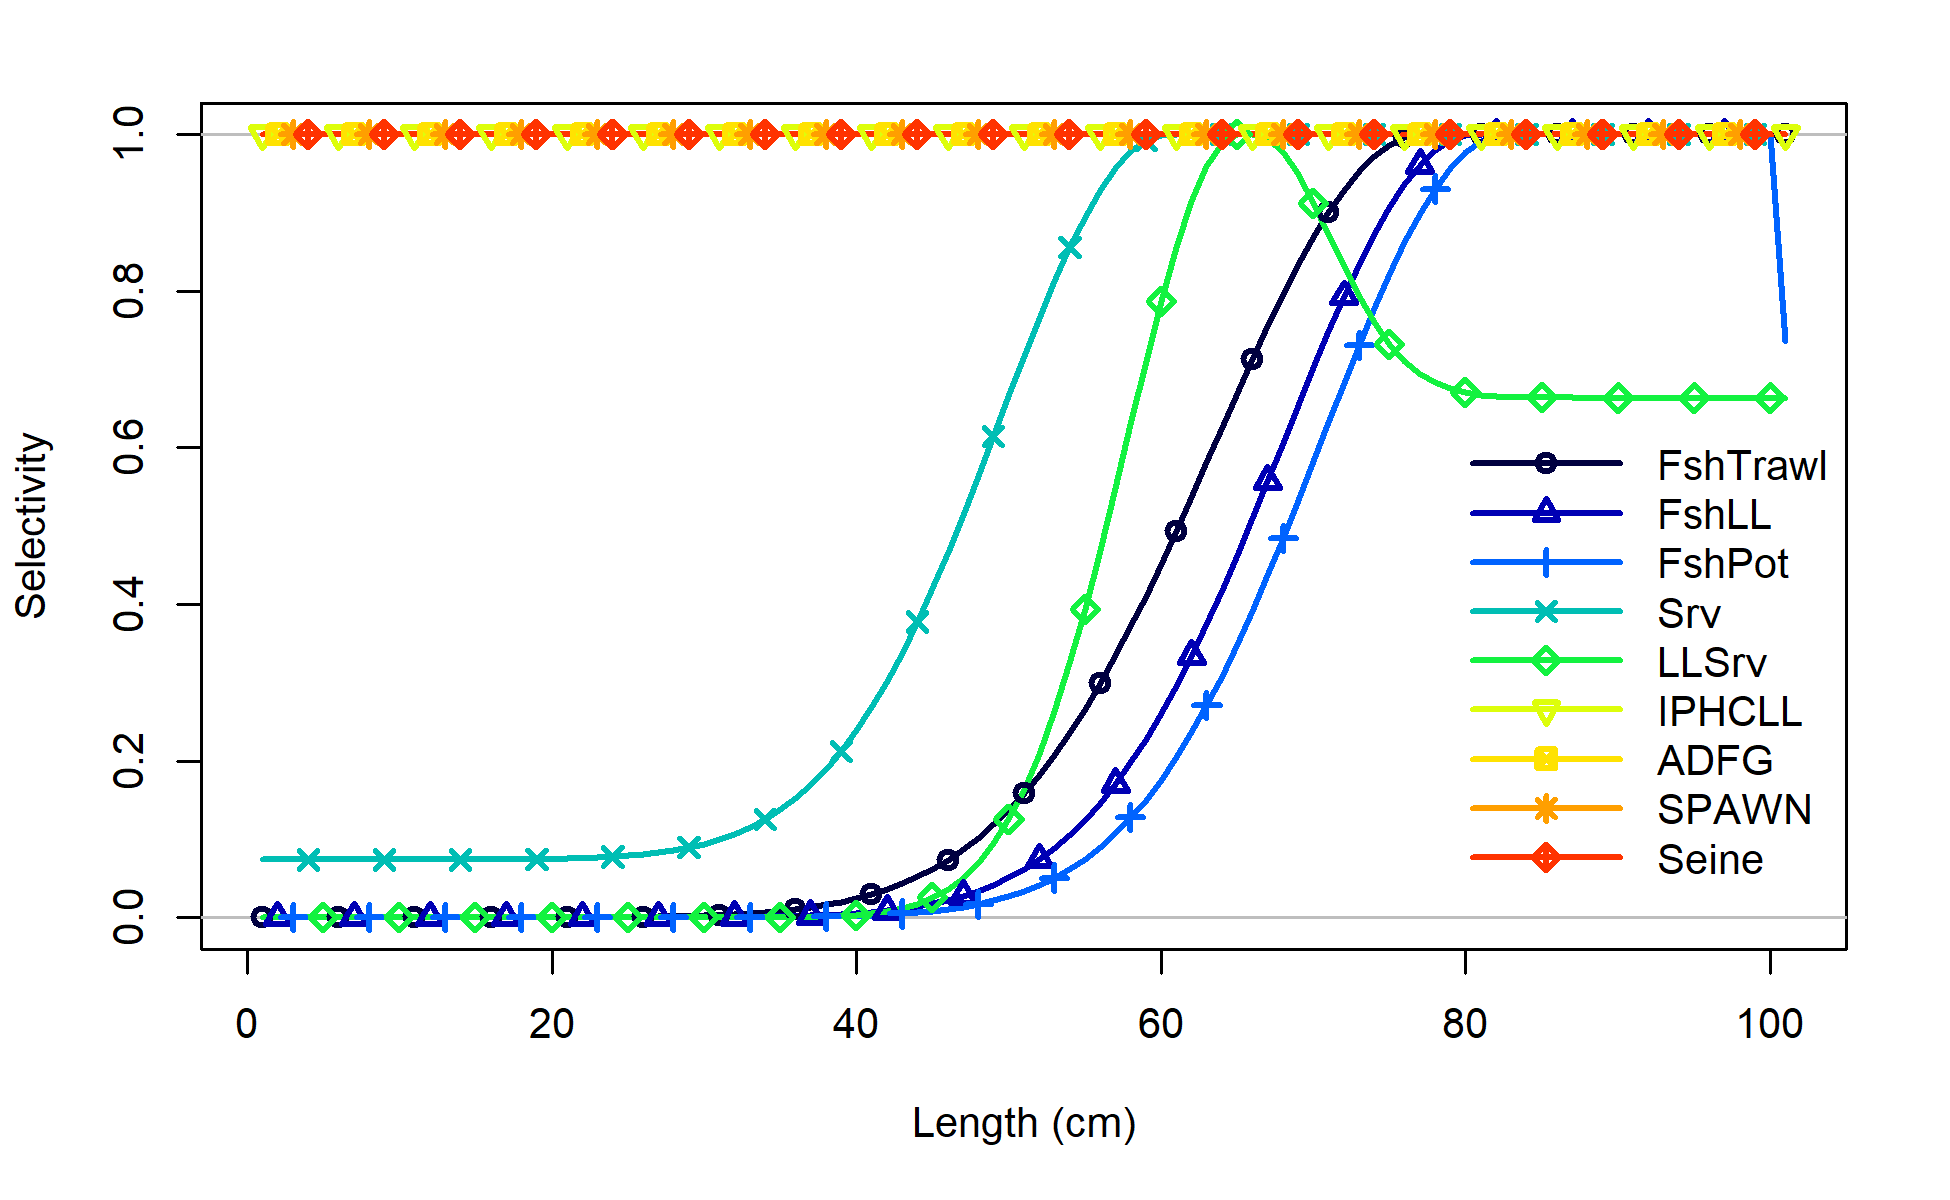 Selectivity
1.0
0.8
0.6
0.4
0.2
0.0
FshTrawl
FshLL
FshPot
Srv
LLSrv
IPHCLL
ADFG
SPAWN
Seine
0 20 40 60 80 100
Length (cm)